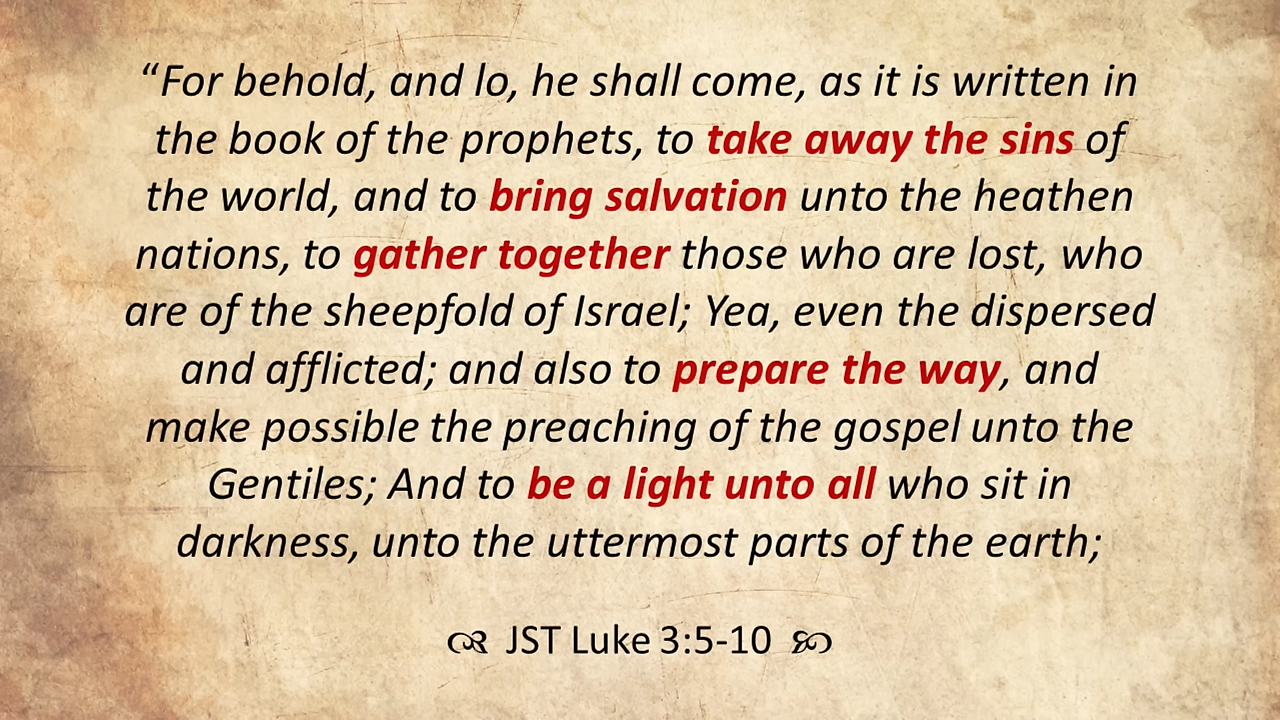 “For behold, and lo, he shall come, as it is written in
the book of the prophets, to take away the sins of
the world, and to bring salvation unto the heathen
nations, to gather together those who are lost, who
are of the sheepfold of Israel; Yea, even the dispersed
and afflicted; and also to prepare the way, and
make possible the preaching of the gospel unto the
Gentiles; And to be a light unto all who sit in
darkness, unto the uttermost parts of the earth;
JST Luke 3:5-10